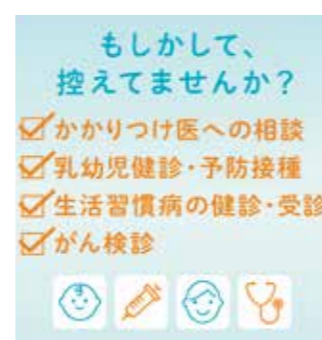 もしかして、
控えてませんか？
かかりつけ医への相談
乳幼児健診・予防接種
生活習慣病の健診・受診
がん検診